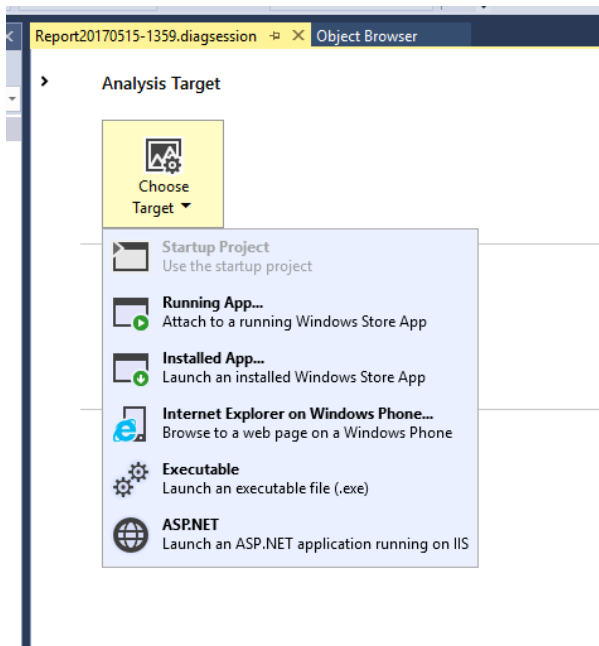 Report20170515-1359.diagsession
Object Browser
Analysis Target
Choose
Target
Startup Project
Use the startup project
Running App...
Attach to a running Windows Store App
Installed App...
Launch an installed Windows Store App
Internet Explorer on Windows Phone...
Browse to a web page on a Windows Phone
Executable
Launch an executable file (.exe)
ASP.NET
Launch an ASP.NET application running on IIS